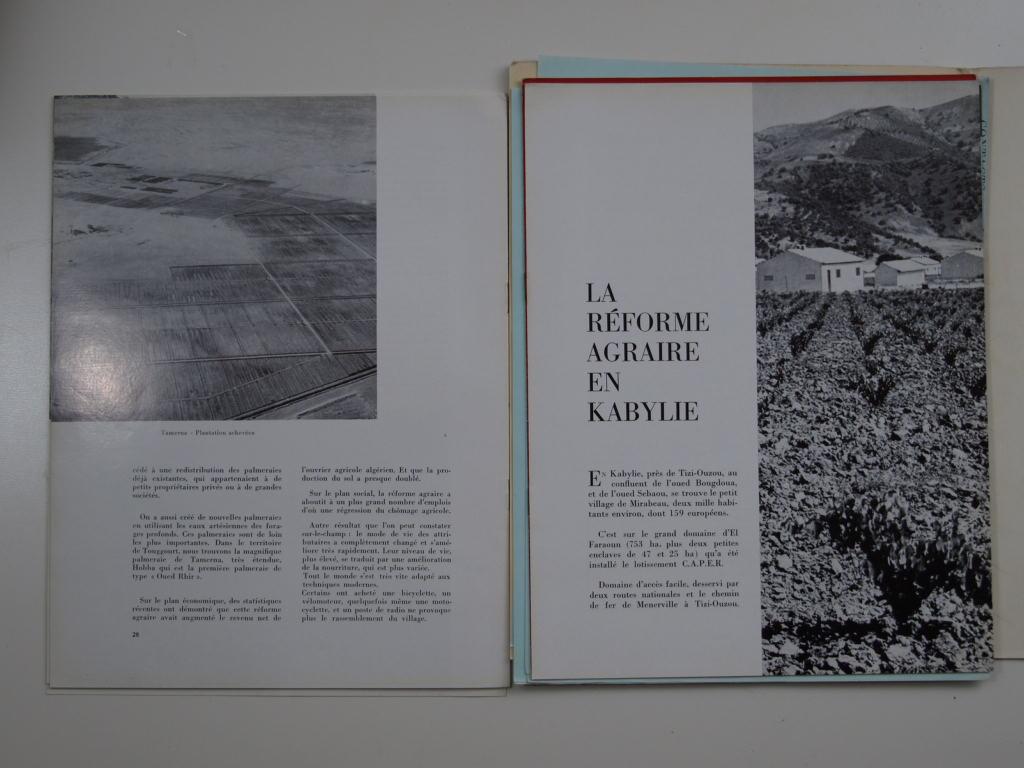 Tamerna - Plantation achevées
cédé à une redistribution des palmeraies
déjà existantes, qui appartenaient à de
petits propriétaires privés ou à de grandes
sociétés.
On a aussi créé de nouvelles palmeraies
en utilisant les eaux artésiennes des fora-
ges profonds. Ces palmeraies sont de loin
les plus importantes. Dans le territoire
de Touggourt, nous trouvons la magnifique
palmeraie de Tamerna, très étendue,
Hobba qui est la première palmeraie de
type « Oued Rhir ».
Sur le plan économique, des statistiques
récentes ont démontré que cette réforme
agraire avait augmenté le revenu net de
28
l'ouvrier agricole algérien. Et que la pro-
duction du sol a presque doublé.
Sur le plan social, la réforme agraire a
abouti à un plus grand nombre d'emplois
d'où une régression du chômage agricole.
Autre résultat que l'on peut constater
sur-le-champ : le mode de vie des attri-
butaires a complètement changé et s'amé-
liore très rapidement. Leur niveau de vie,
plus élevé, se traduit par une amélioration
de la nourriture, qui est plus variée.
Tout le monde s'est très vite adapté aux
techniques modernes.
Certains ont acheté une bicyclette, un
vélomoteur, quelquefois même une moto-
cyclette, et un poste de radio ne provoque
plus le rassemblement du village.
LA
RÉFORME
AGRAIRE
EN
KABYLIE
EN Kabylie, près de Tizi-Ouzou, au
confluent de l'oued Bougdoua,
et de l'oued Sebaou, se trouve le petit
village de Mirabeau, deux mille habi-
tants environ, dont 159 européens.
C'est sur le grand domaine d'El
Faraoun (753 ha, plus deux petites
enclaves de 47 et 25 ha) qu'a été
installé le lotissement C.A.P.E.R.
Domaine d'accès facile, desservi par
deux routes nationales et le chemin
de fer de Menerville à Tizi-Ouzou.